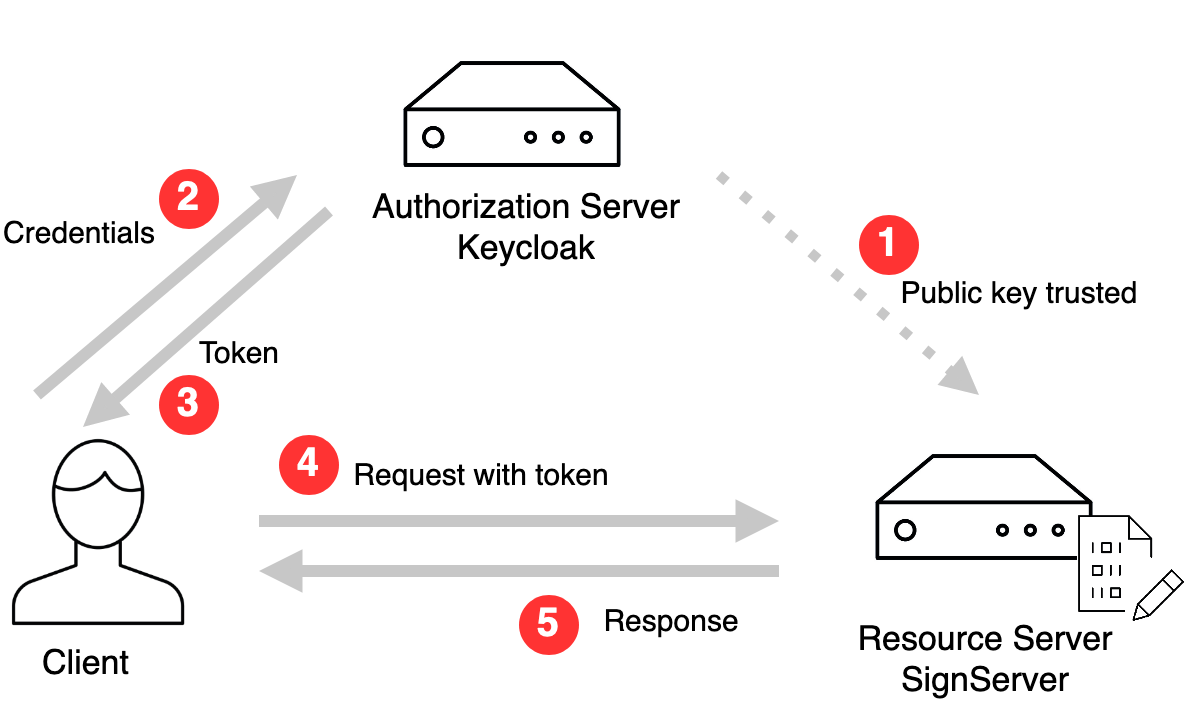 Authorization Server
Keycloak
2
Credentials
1
Public key trusted
Token
3
4
Request with token
5
Response
Client
Resource Server
SignServer